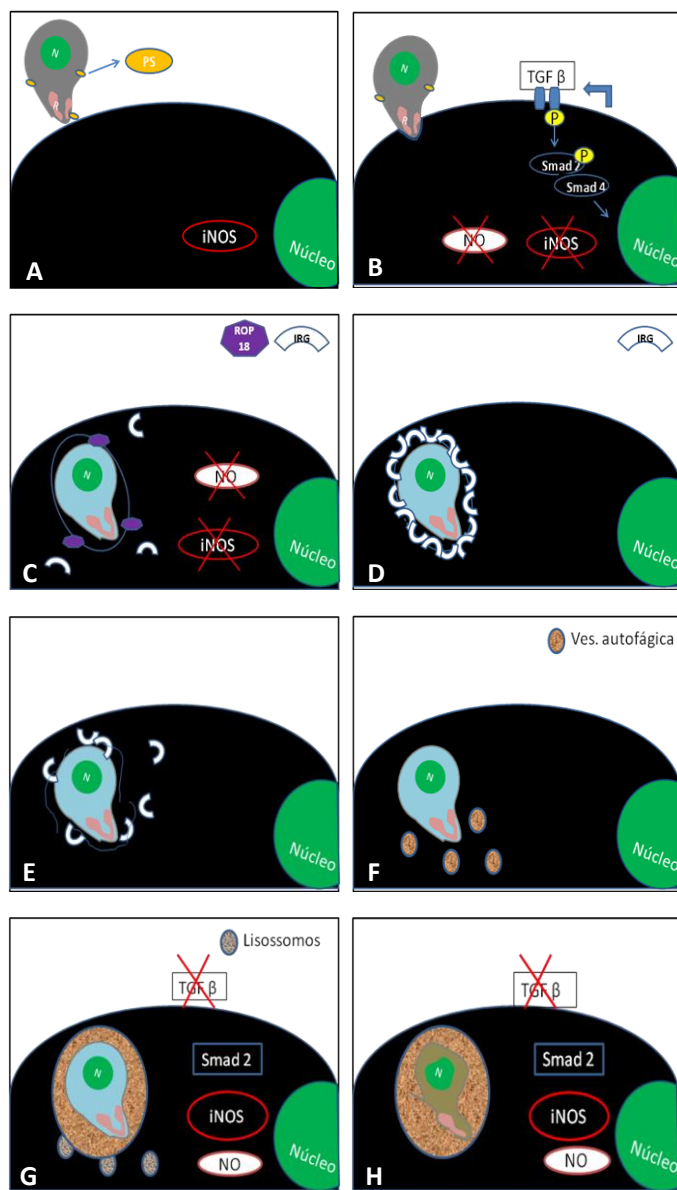 N
PS
R
iNOS
Núcleo
A
TGF β
P
P
Smad 2
Smad 4
R
NO
iNOS
Núcleo
B
ROP
18
IRG
N
NO
iNOS
Núcleo
C
IRG
N
Núcleo
D
N
Núcleo
E
Ves. autofágica
N
Núcleo
F
Lisossomos
TGF β
N
Smad 2
iNOS
NO
Núcleo
G
TGF β
N
Smad 2
iNOS
NO
Núcleo
H